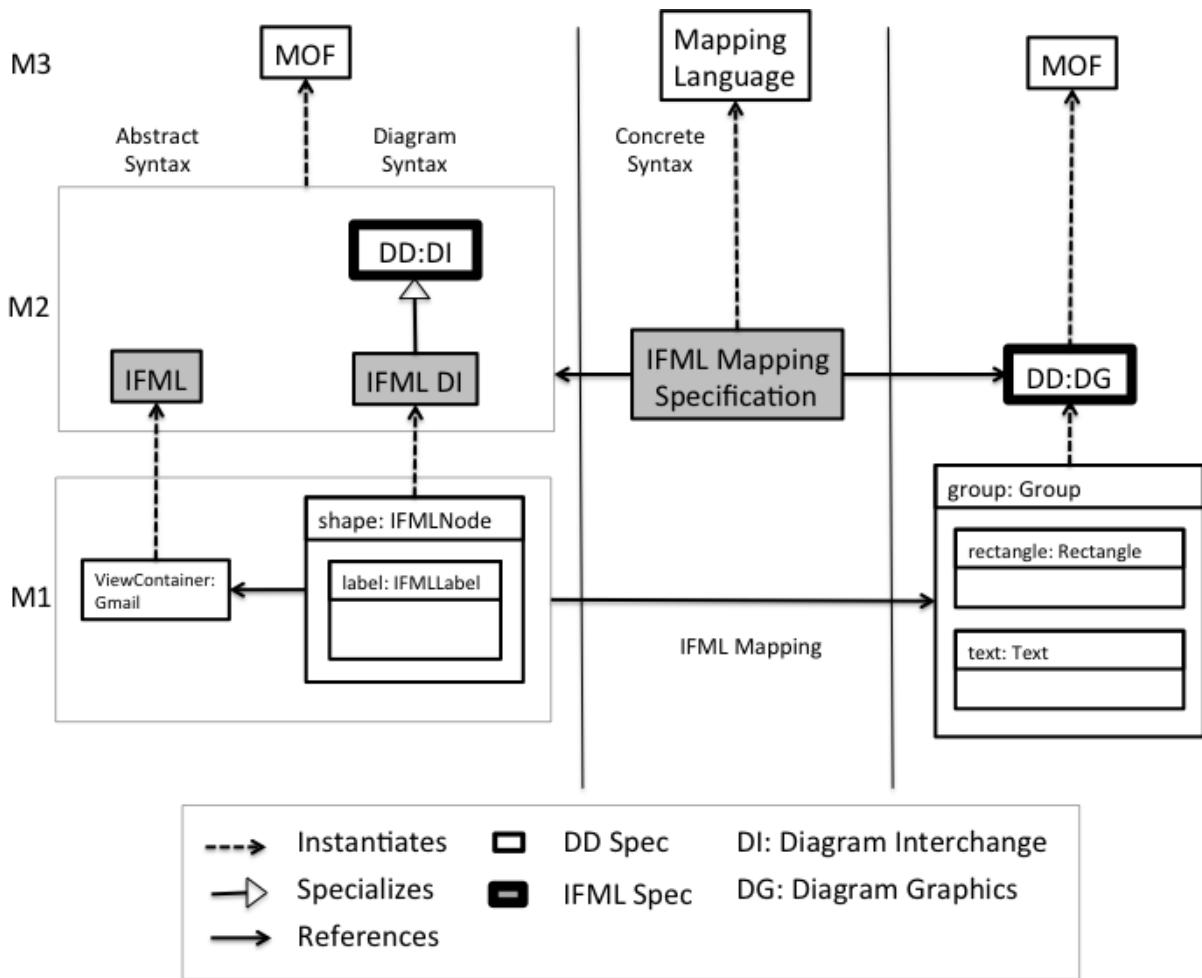 M3
MOF
Mapping
Language
MOF
Abstract
Syntax
Diagram
Syntax
Concrete
Syntax
M2
DD:DI
IFML
IFML DI
IFML Mapping
Specification
DD:DG
M1
ViewContainer:
Gmail
shape: IFMLNode
label: IFMLLabel
IFML Mapping
group: Group
rectangle: Rectangle
text: Text
Instantiates
DD Spec
DI: Diagram Interchange
Specializes
IFML Spec
DG: Diagram Graphics
References